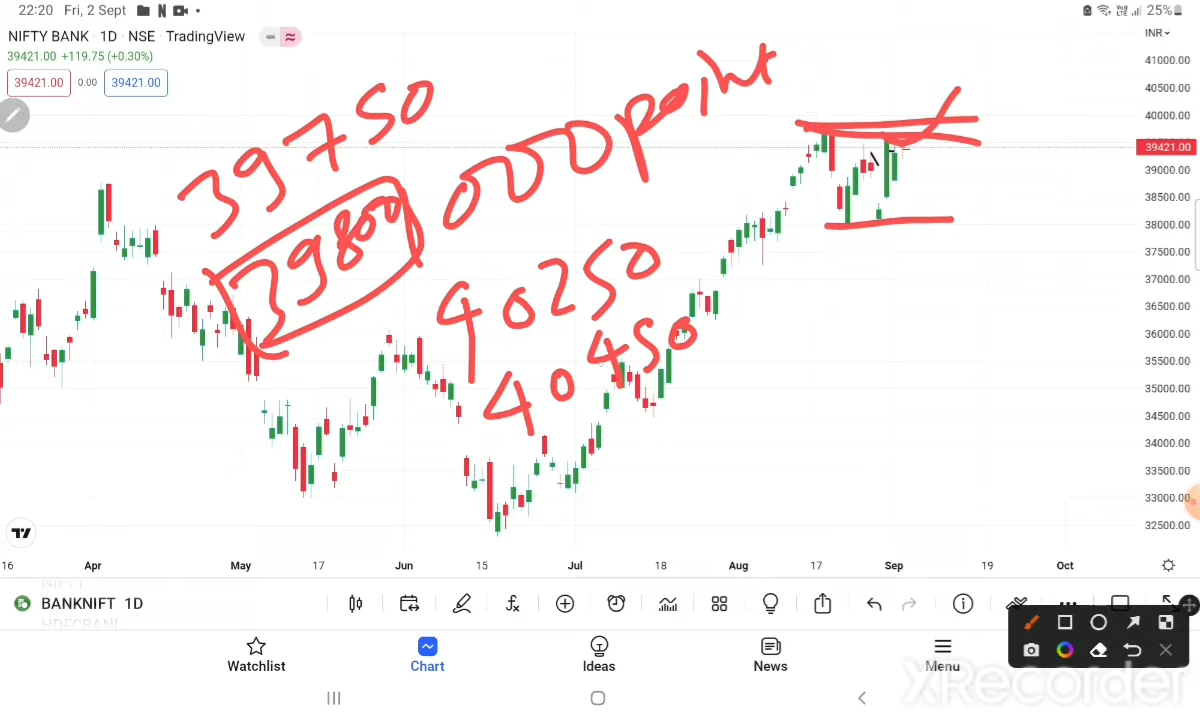 22:20 Fri, 2 Sept
25%
NIFTY BANK · 1D · NSE · TradingView
INR
39421.00 +119.75 (+0.30%)
39421.00 0.00 39421.00
41000.00
40500.00
40000.00
39421.00
39000.00
38500.00
38000.00
37500.00
37000.00
36500.00
36000.00
35500.00
35000.00
34500.00
34000.00
33500.00
33000.00
32500.00
39750
39800
000 point
40250
40450
16 Apr May 17 Jun 15 Jul 18 Aug 17 Sep 19 Oct
NIFTY
BANKNIFT 1D
HDFCBANK
Watchlist Chart Ideas News Menu
XRecorder